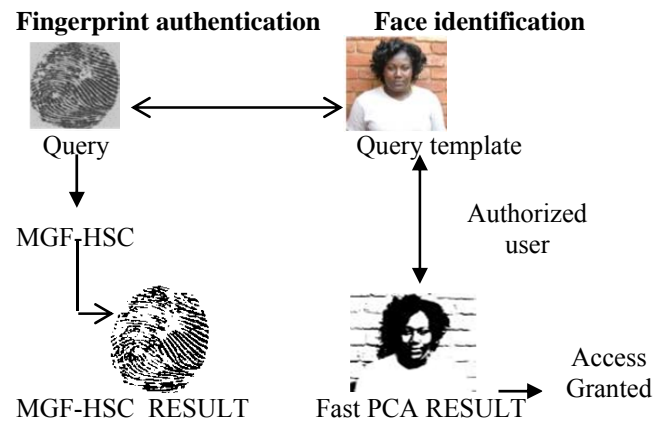 Fingerprint authentication
Face identification
Query
Query template
MGF-HSC
Authorized
user
MGF-HSC RESULT
Fast PCA RESULT
Access
Granted